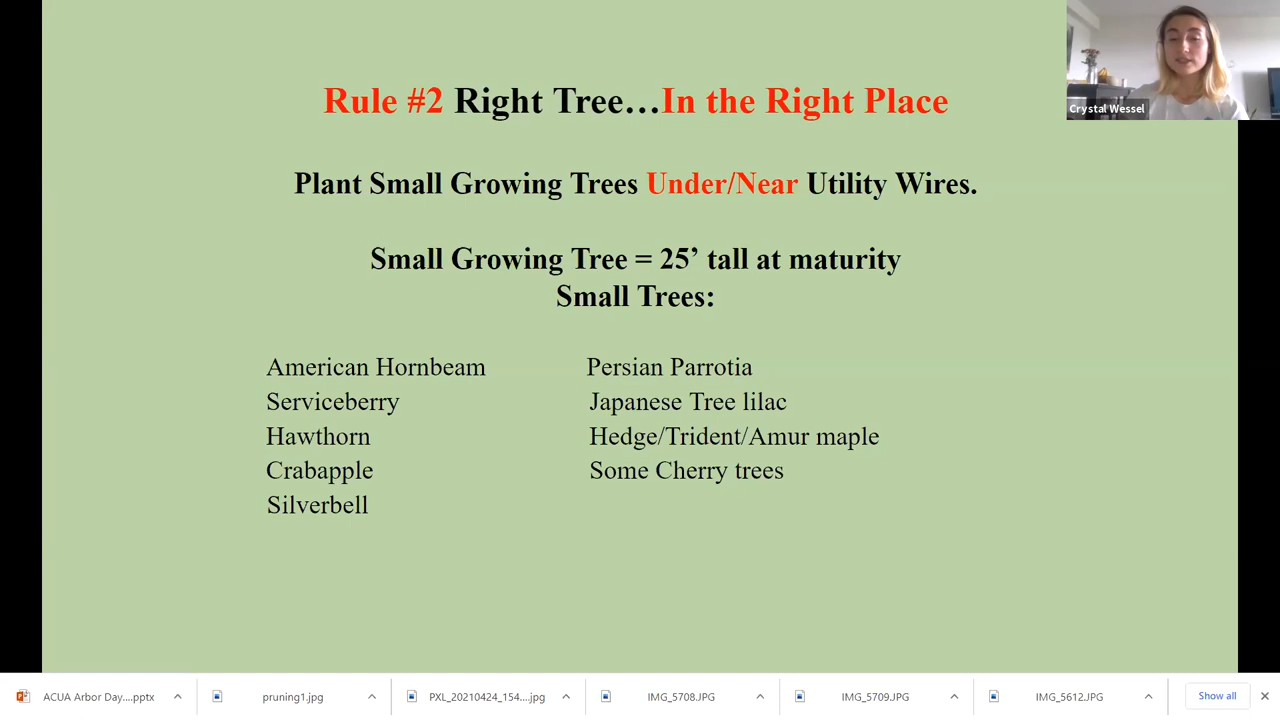 Rule #2 Right Tree…In the Right Place
Crystal Wessel
Plant Small Growing Trees Under/Near Utility Wires.
Small Growing Tree = 25’ tall at maturity
Small Trees:
American Hornbeam
Serviceberry
Hawthorn
Crabapple
Silverbell
Persian Parrotia
Japanese Tree lilac
Hedge/Trident/Amur maple
Some Cherry trees
ACUA Arbor Day....pptx
pruning1.jpg
PXL_20210424_154....jpg
IMG_5708.JPG
IMG_5709.JPG
IMG_5612.JPG
Show all